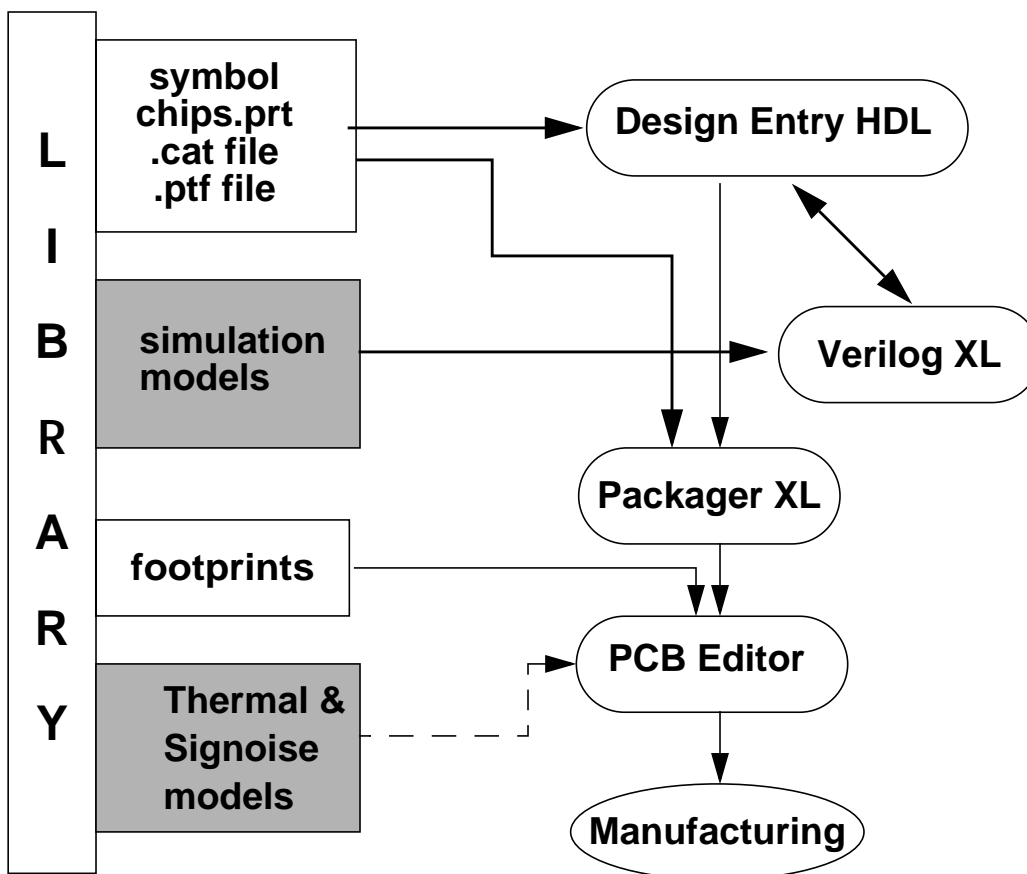 L
I
B
R
A
R
Y
symbol
chips.prt
.cat file
.ptf file
simulation
models
footprints
Thermal &
Signoise
models
Design Entry HDL
Verilog XL
Packager XL
PCB Editor
Manufacturing